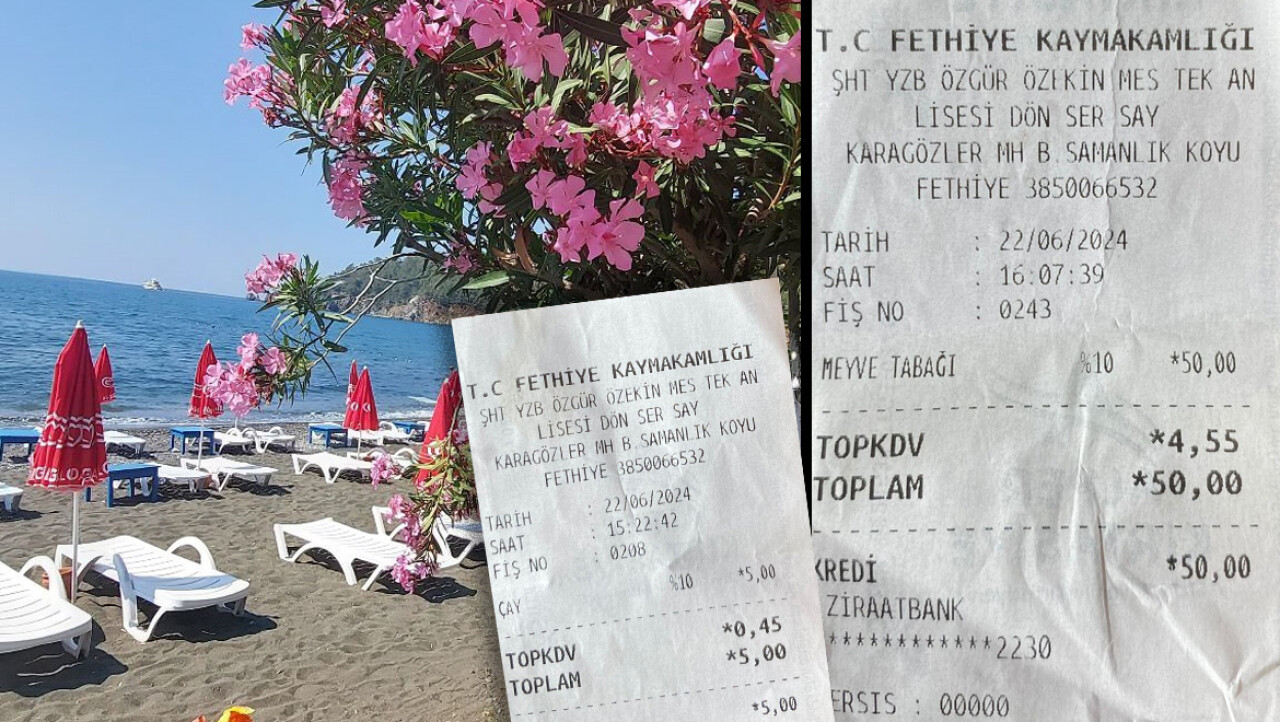 T.C FETHİYE KAYMAKAMLIĞI
ŞHT YZB ÖZGÜR ÖZEKİN MES TEK AN
LİSESİ DÖN SER SAY
KARAGÖZLER MH B.SAMANLIK KOYU
FETHİYE 3850066532
TARİH : 22/06/2024
SAAT : 15:22:42
FİŞ NO : 0208
ÇAY %10 *5,00
TOPKDV *0,45
TOPLAM *5,00
*5,00
T.C FETHİYE KAYMAKAMLIĞI
ŞHT YZB ÖZGÜR ÖZEKİN MES TEK AN
LİSESİ DÖN SER SAY
KARAGÖZLER MH B.SAMANLIK KOYU
FETHİYE 3850066532
TARİH : 22/06/2024
SAAT : 16:07:39
FİŞ NO : 0243
MEYVE TABAĞI %10 *50,00
TOPKDV *4,55
TOPLAM *50,00
KREDİ *50,00
ZİRAATBANK
************2230
ERSIS : 00000